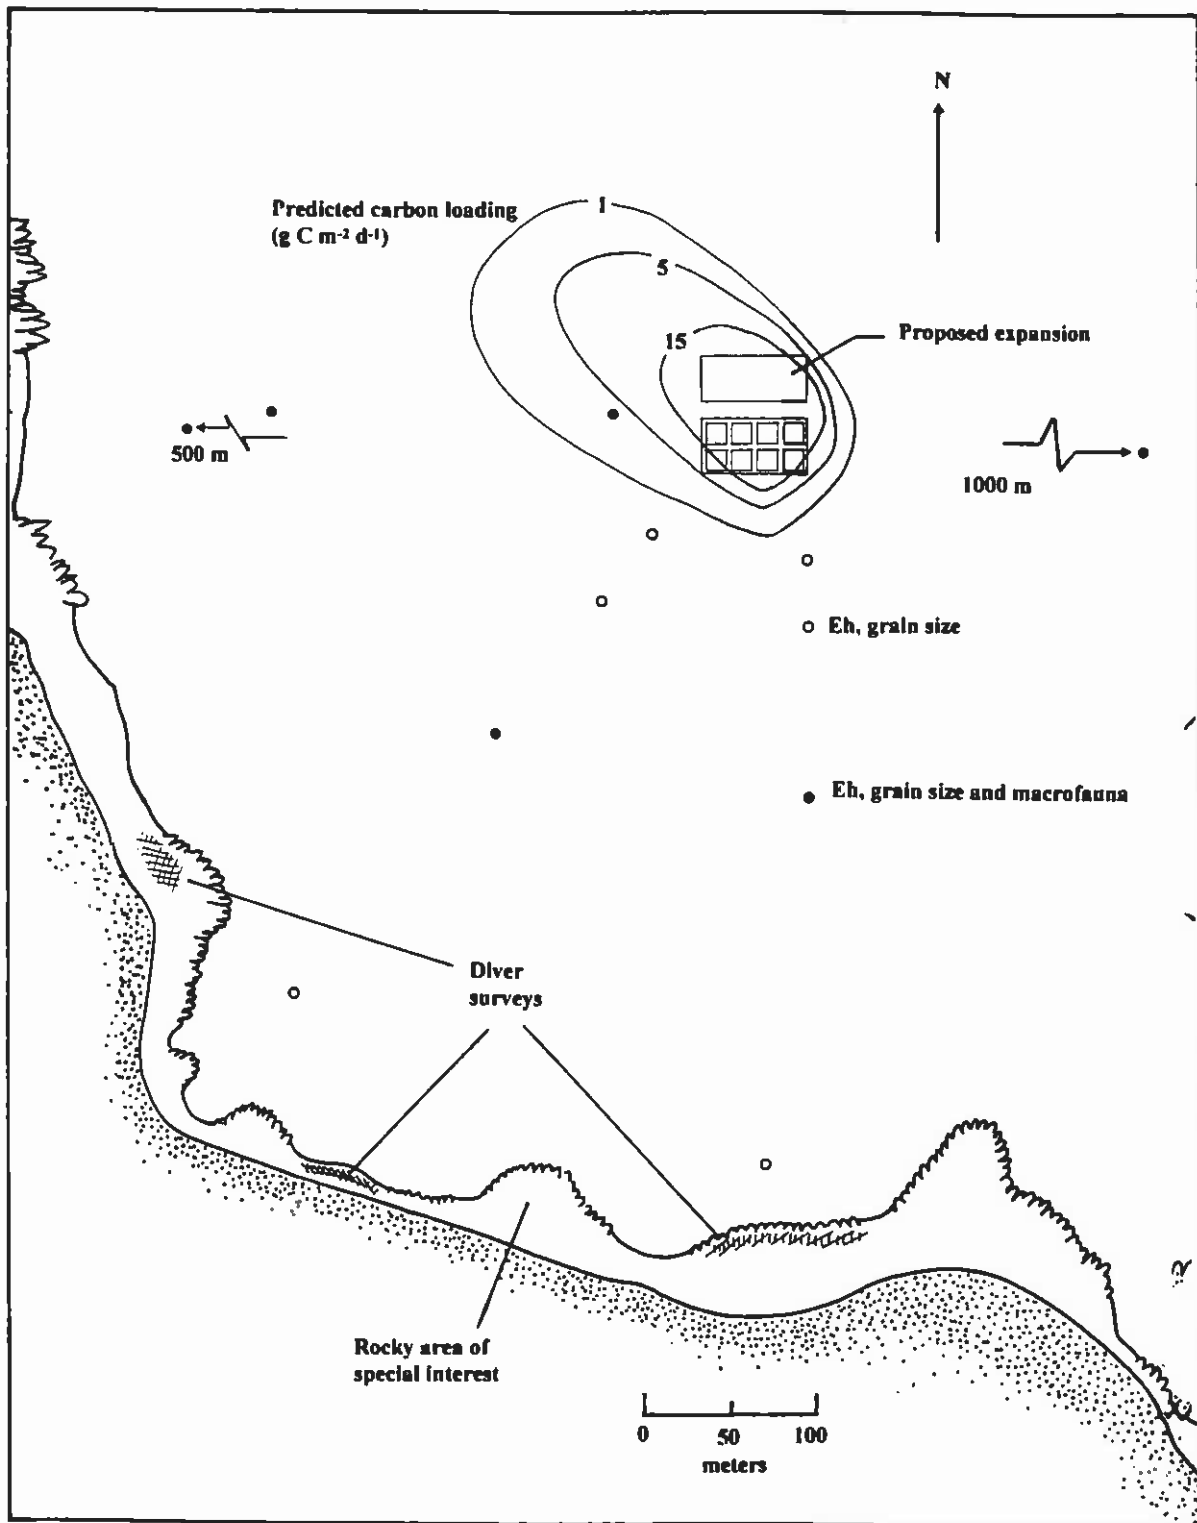 N
Predicted carbon loading
(g C m⁻² d⁻¹)
1
5
15
Proposed expansion
500 m
1000 m
Eh, grain size
Eh, grain size and macrofauna
Diver
surveys
Rocky area of
special interest
0 50 100
meters